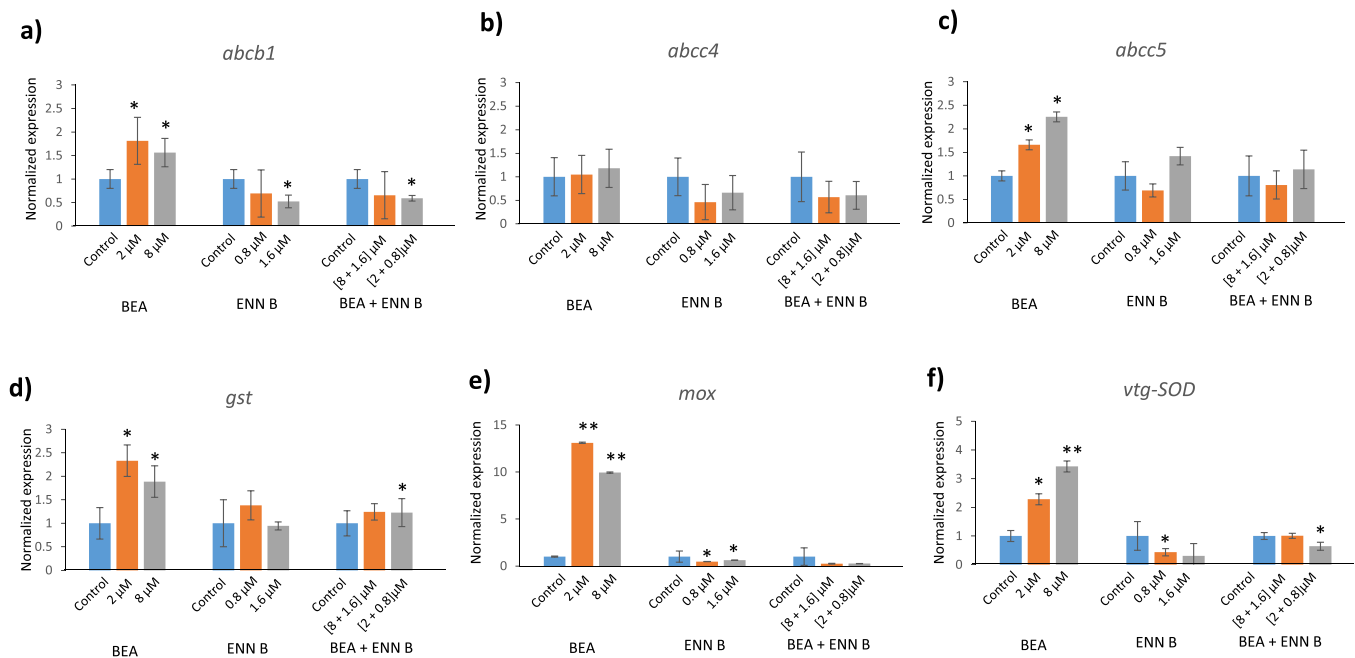 a)
abcb1
Normalized expression
3
2.5
2
1.5
1
0.5
0
*
*
*
*
Control
2 µM
8 µM
Control
0.8 µM
1.6 µM
Control
[8 + 1.6] µM
[2 + 0.8]µM
BEA
ENN B
BEA + ENN B
b)
abcc4
Normalized expression
3
2.5
2
1.5
1
0.5
0
Control
2 µM
8 µM
Control
0.8 µM
1.6 µM
Control
[8 + 1.6] µM
[2 + 0.8]µM
BEA
ENN B
BEA + ENN B
c)
abcc5
Normalized expression
3
2.5
2
1.5
1
0.5
0
*
*
Control
2 µM
8 µM
Control
0.8 µM
1.6 µM
Control
[8 + 1.6] µM
[2 + 0.8]µM
BEA
ENN B
BEA + ENN B
d)
gst
Normalized expression
3
2.5
2
1.5
1
0.5
0
*
*
*
Control
2 µM
8 µM
Control
0.8 µM
1.6 µM
Control
[8 + 1.6] µM
[2 + 0.8]µM
BEA
ENN B
BEA + ENN B
e)
mox
Normalized expression
15
10
5
0
**
**
*
*
Control
2 µM
8 µM
Control
0.8 µM
1.6 µM
Control
[8 + 1.6] µM
[2 + 0.8]µM
BEA
ENN B
BEA + ENN B
f)
vtg-SOD
Normalized expression
5
4
3
2
1
0
*
**
*
*
Control
2 µM
8 µM
Control
0.8 µM
1.6 µM
Control
[8 + 1.6] µM
[2 + 0.8]µM
BEA
ENN B
BEA + ENN B